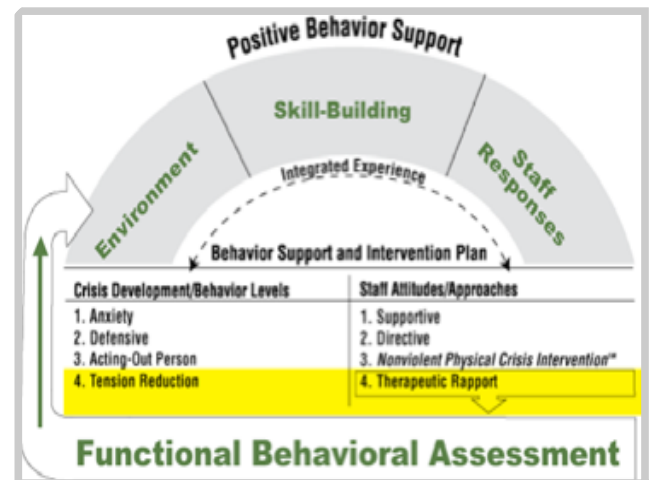 Positive Behavior Support
Skill-Building
Environment
Staff
Responses
Integrated Experience
Behavior Support and Intervention Plan
Crisis Development/Behavior Levels
1. Anxiety
2. Defensive
3. Acting-Out Person
4. Tension Reduction
Staff Attitudes/Approaches
1. Supportive
2. Directive
3. Nonviolent Physical Crisis Intervention℠
4. Therapeutic Rapport
Functional Behavioral Assessment